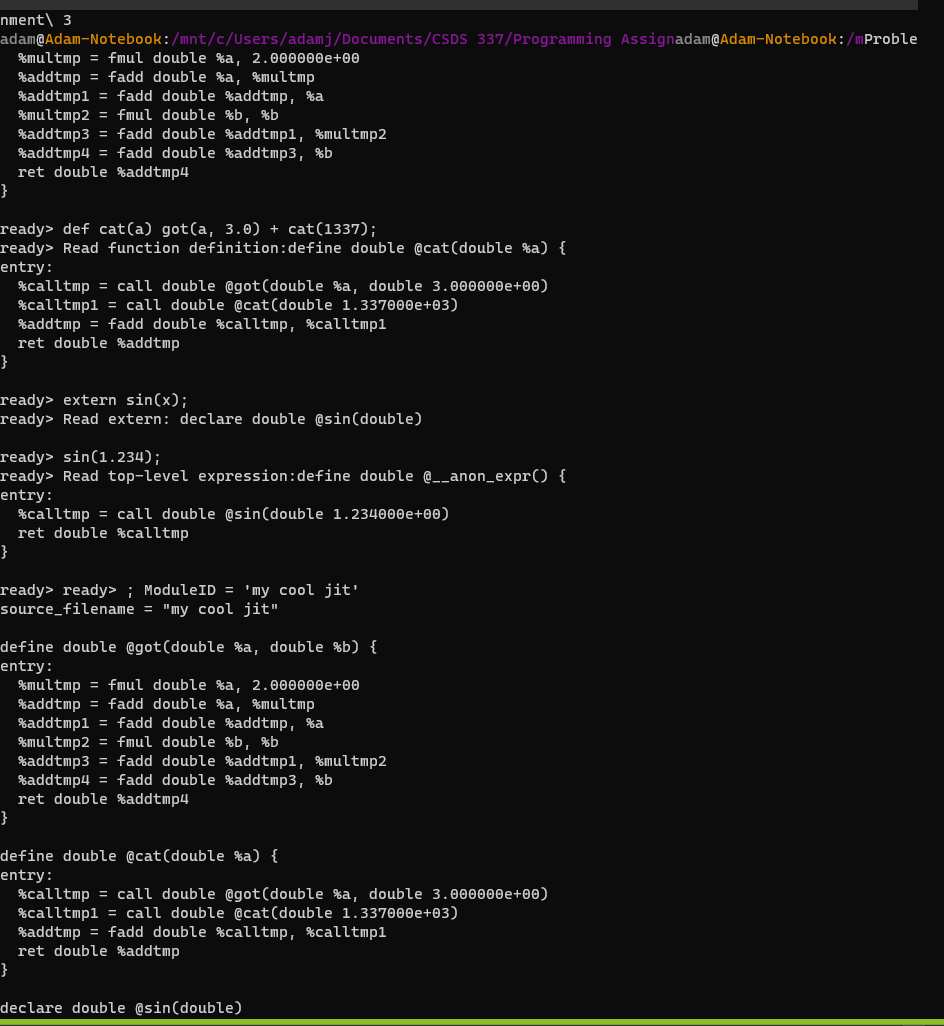 nment\ 3
adam@Adam-Notebook:/mnt/c/Users/adamj/Documents/CSDS 337/Programming Assignadam@Adam-Notebook:/mProble
  %multmp = fmul double %a, 2.000000e+00
  %addtmp = fadd double %a, %multmp
  %addtmp1 = fadd double %addtmp, %a
  %multmp2 = fmul double %b, %b
  %addtmp3 = fadd double %addtmp1, %multmp2
  %addtmp4 = fadd double %addtmp3, %b
  ret double %addtmp4
}

ready> def cat(a) got(a, 3.0) + cat(1337);
ready> Read function definition:define double @cat(double %a) {
entry:
  %calltmp = call double @got(double %a, double 3.000000e+00)
  %calltmp1 = call double @cat(double 1.337000e+03)
  %addtmp = fadd double %calltmp, %calltmp1
  ret double %addtmp
}

ready> extern sin(x);
ready> Read extern: declare double @sin(double)

ready> sin(1.234);
ready> Read top-level expression:define double @__anon_expr() {
entry:
  %calltmp = call double @sin(double 1.234000e+00)
  ret double %calltmp
}

ready> ready> ; ModuleID = 'my cool jit'
source_filename = "my cool jit"

define double @got(double %a, double %b) {
entry:
  %multmp = fmul double %a, 2.000000e+00
  %addtmp = fadd double %a, %multmp
  %addtmp1 = fadd double %addtmp, %a
  %multmp2 = fmul double %b, %b
  %addtmp3 = fadd double %addtmp1, %multmp2
  %addtmp4 = fadd double %addtmp3, %b
  ret double %addtmp4
}

define double @cat(double %a) {
entry:
  %calltmp = call double @got(double %a, double 3.000000e+00)
  %calltmp1 = call double @cat(double 1.337000e+03)
  %addtmp = fadd double %calltmp, %calltmp1
  ret double %addtmp
}

declare double @sin(double)